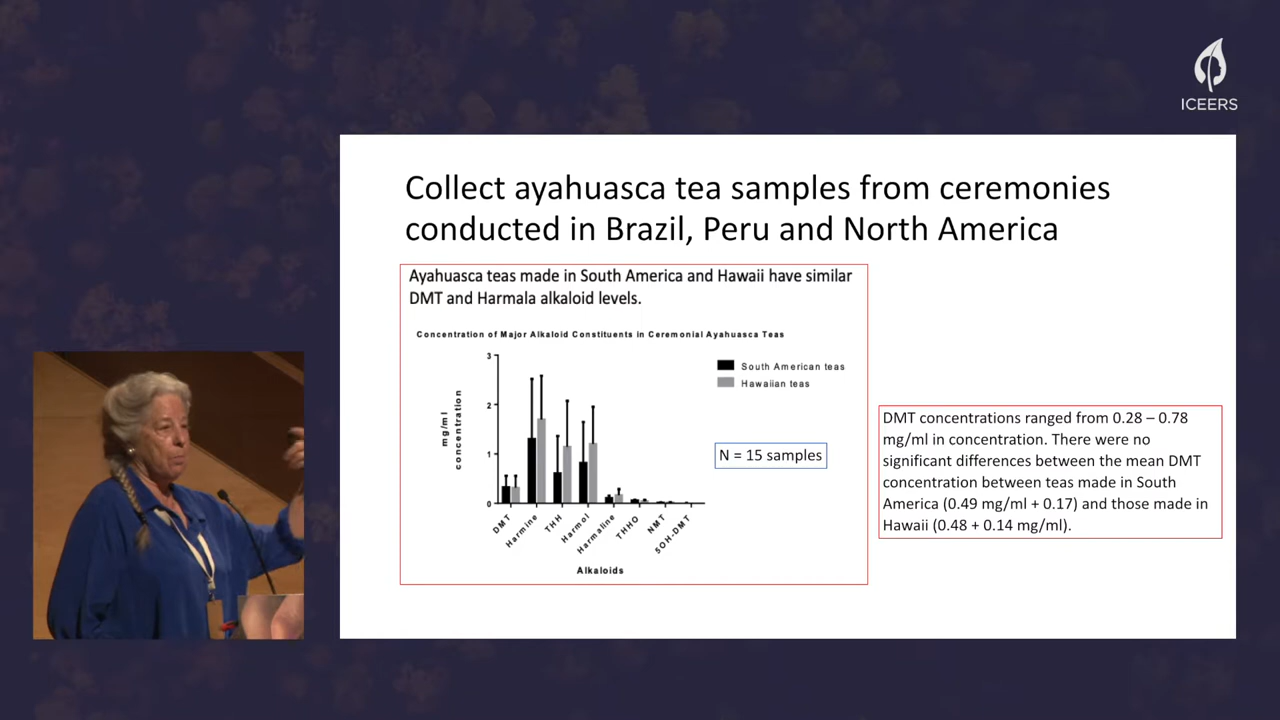 ICEERS
Collect ayahuasca tea samples from ceremonies
conducted in Brazil, Peru and North America
Ayahuasca teas made in South America and Hawaii have similar
DMT and Harmala alkaloid levels.
Concentration of Major Alkaloid Constituents in Ceremonial Ayahuasca Teas
3
2
1
0
mg/ml
concentration
South American teas
Hawaiian teas
N = 15 samples
DMT
Harmine
THH
Harmol
Harmaline
THHO
NMT
5OH-DMT
Alkaloids
DMT concentrations ranged from 0.28 – 0.78
mg/ml in concentration. There were no
significant differences between the mean DMT
concentration between teas made in South
America (0.49 mg/ml + 0.17) and those made in
Hawaii (0.48 + 0.14 mg/ml).